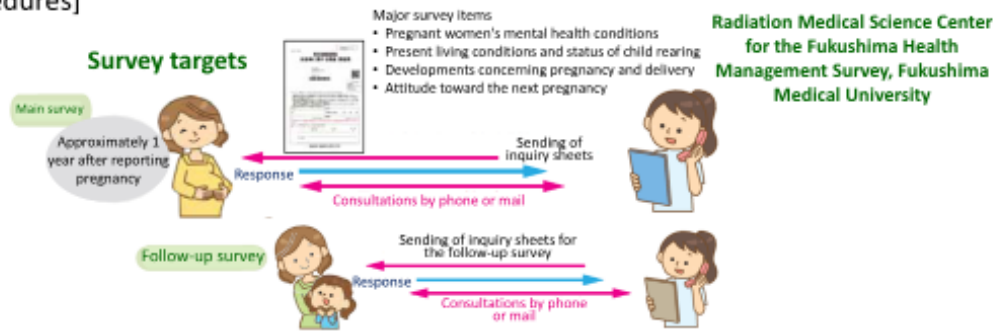 edures]
Major survey items
• Pregnant women's mental health conditions
• Present living conditions and status of child rearing
• Developments concerning pregnancy and delivery
• Attitude toward the next pregnancy
Radiation Medical Science Center
for the Fukushima Health
Management Survey, Fukushima
Medical University
Survey targets
Main survey
Approximately 1
year after reporting
pregnancy
Sending of
inquiry sheets
Response
Consultations by phone or mail
Follow-up survey
Sending of inquiry sheets for
the follow-up survey
Response
Consultations by phone
or mail